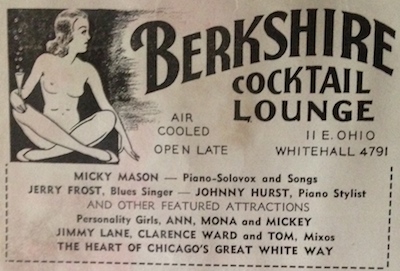 BERKSHIRE
COCKTAIL
LOUNGE
AIR
COOLED
OPEN LATE
11 E. OHIO
WHITEHALL 4791
MICKY MASON — Piano-Solovox and Songs
JERRY FROST, Blues Singer — JOHNNY HURST, Piano Stylist
AND OTHER FEATURED ATTRACTIONS
Personality Girls, ANN, MONA and MICKEY
JIMMY LANE, CLARENCE WARD and TOM, Mixos
THE HEART OF CHICAGO'S GREAT WHITE WAY